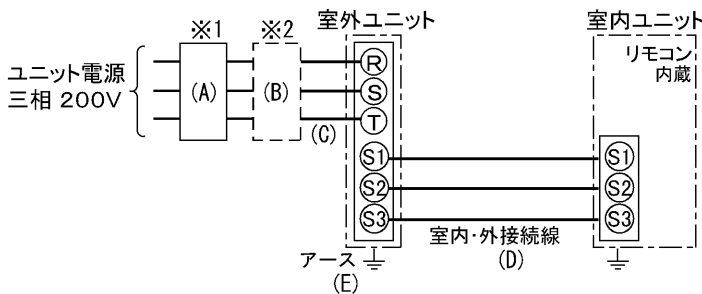 ※1
※2
室外ユニット
室内ユニット
ユニット電源
三相 200V
(A)
(B)
(C)
R
S
T
S1
S2
S3
リモコン
内蔵
S1
S2
S3
室内・外接続線
(D)
アース
(E)